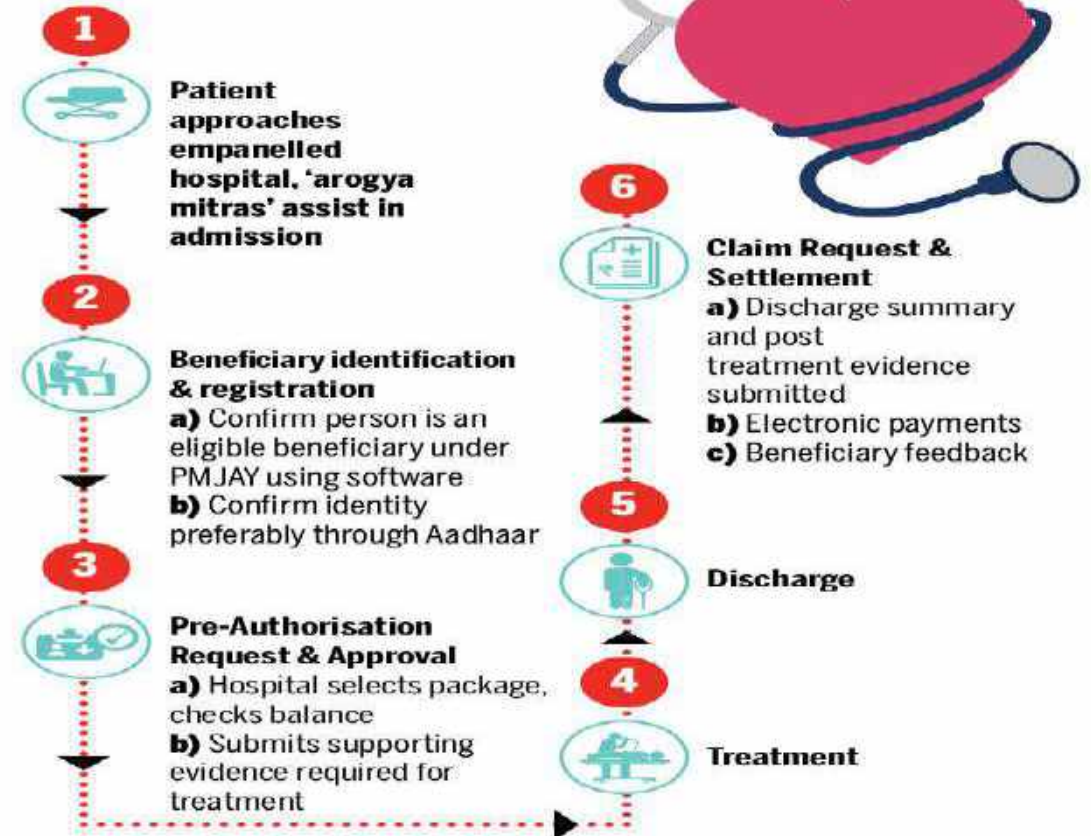 1
Patient
approaches
empanelled
hospital, ‘arogya
mitras’ assist in
admission
2
Beneficiary identification
& registration
a) Confirm person is an
eligible beneficiary under
PMJAY using software
b) Confirm identity
preferably through Aadhaar
3
Pre-Authorisation
Request & Approval
a) Hospital selects package,
checks balance
b) Submits supporting
evidence required for
treatment
4
Treatment
5
Discharge
6
Claim Request &
Settlement
a) Discharge summary
and post
treatment evidence
submitted
b) Electronic payments
c) Beneficiary feedback